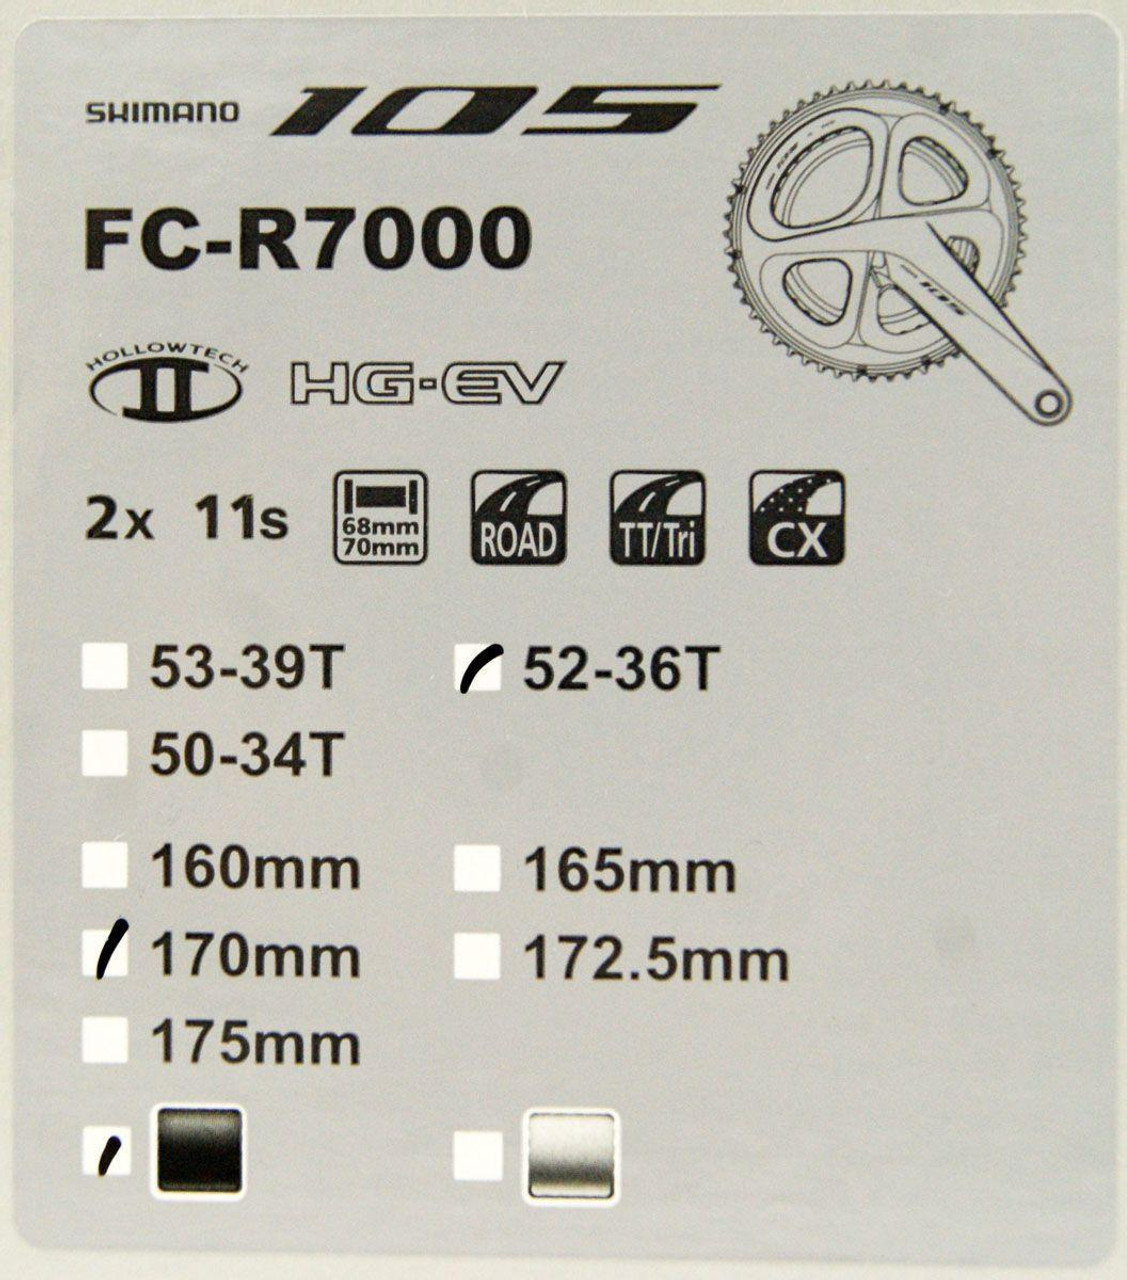 SHIMANO 105
FC-R7000
HOLLOWTECH II HG-EV
2x 11s 68mm 70mm ROAD TT/Tri CX
53-39T 52-36T
50-34T
160mm 165mm
170mm 172.5mm
175mm
105